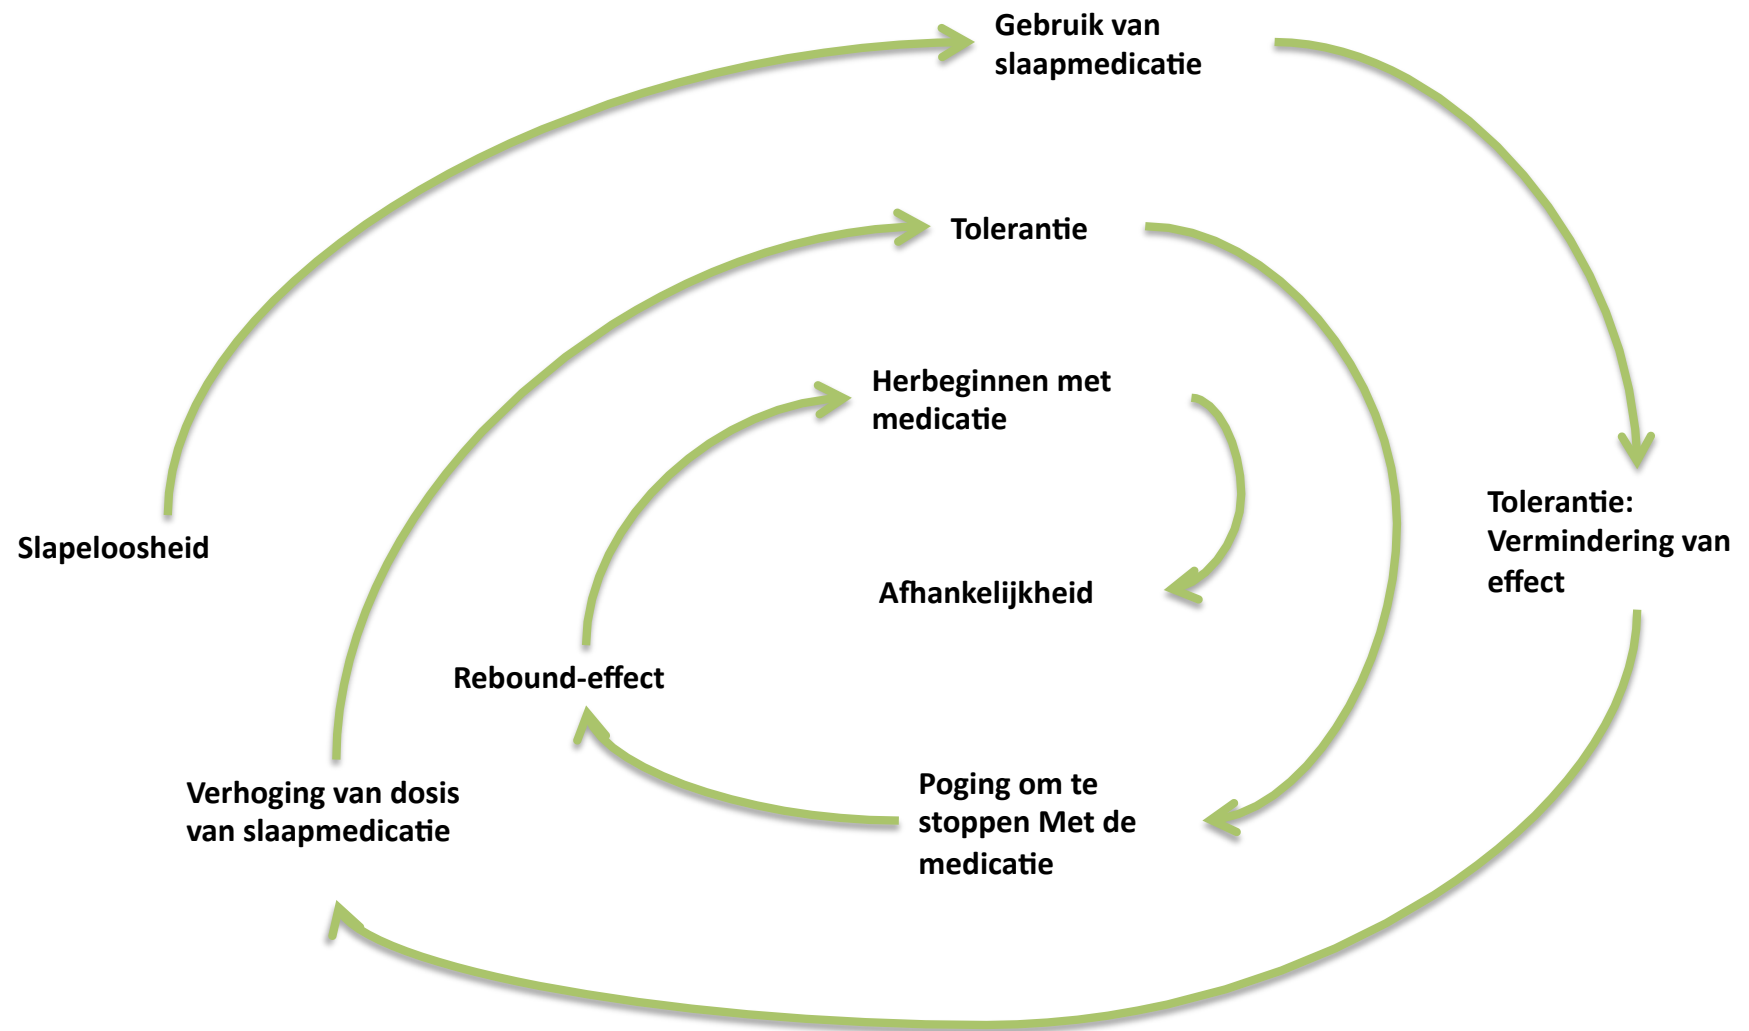 Gebruik van
slaapmedicatie
Tolerantie
Herbeginnen met
medicatie
Tolerantie:
Vermindering van
effect
Slapeloosheid
Afhankelijkheid
Rebound-effect
Verhoging van dosis
van slaapmedicatie
Poging om te
stoppen Met de
medicatie